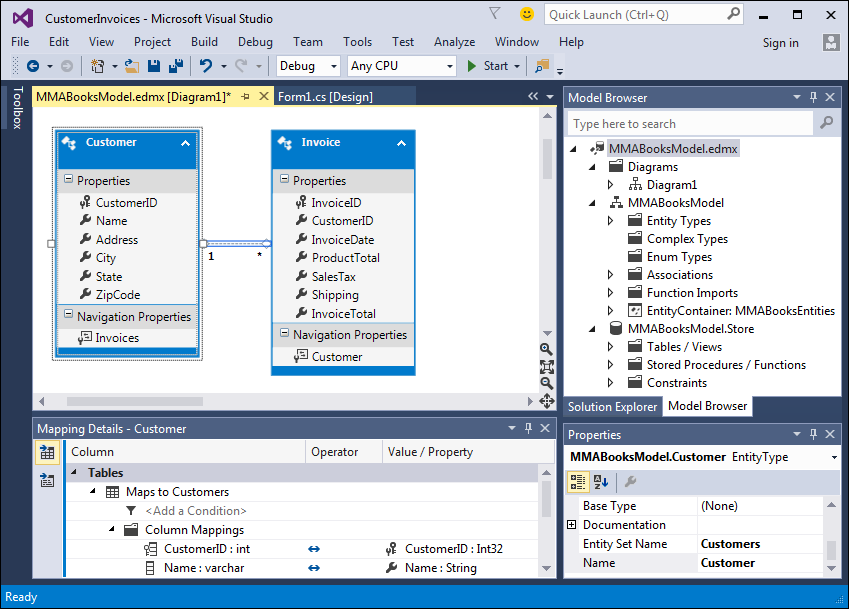 CustomerInvoices - Microsoft Visual Studio
Quick Launch (Ctrl+Q)
File Edit View Project Build Debug Team Tools Test Analyze Window Help Sign in
Debug Any CPU Start
Toolbox
MMABooksModel.edmx [Diagram1]* Form1.cs [Design]
Customer
Properties
CustomerID
Name
Address
City
State
ZipCode
Navigation Properties
Invoices
1 *
Invoice
Properties
InvoiceID
CustomerID
InvoiceDate
ProductTotal
SalesTax
Shipping
InvoiceTotal
Navigation Properties
Customer
Model Browser
Type here to search
MMABooksModel.edmx
Diagrams
Diagram1
MMABooksModel
Entity Types
Complex Types
Enum Types
Associations
Function Imports
EntityContainer: MMABooksEntities
MMABooksModel.Store
Tables / Views
Stored Procedures / Functions
Constraints
Solution Explorer Model Browser
Mapping Details - Customer
Column Operator Value / Property
Tables
Maps to Customers
<Add a Condition>
Column Mappings
CustomerID : int CustomerID : Int32
Name : varchar Name : String
Properties
MMABooksModel.Customer EntityType
Base Type (None)
Documentation
Entity Set Name Customers
Name Customer
Ready